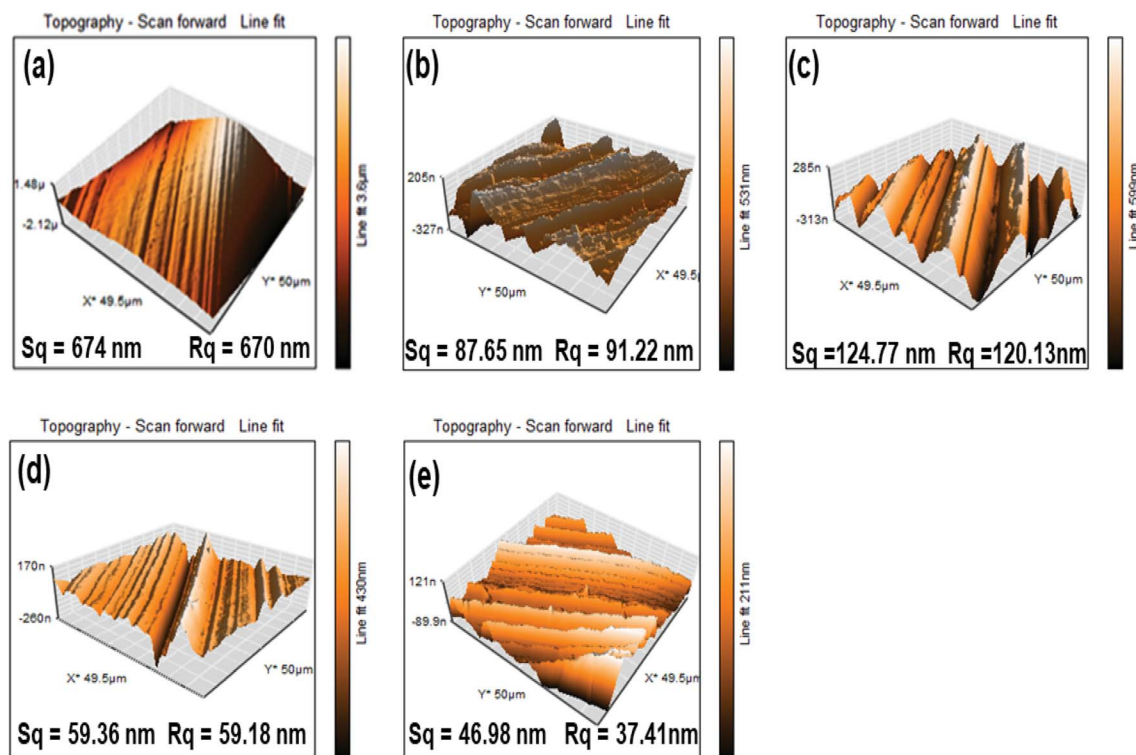 Topography - Scan forward Line fit
(a)
1.48µ
-2.12µ
X* 49.5µm
Y* 50µm
Line fit 3.6µm
Sq = 674 nm Rq = 670 nm
Topography - Scan forward Line fit
(b)
205n
-327n
Y* 50µm
X* 49.5µ
Line fit 531nm
Sq = 87.65 nm Rq = 91.22 nm
Topography - Scan forward Line fit
(c)
285n
-313n
X* 49.5µm
Y* 50µm
Line fit 599nm
Sq =124.77 nm Rq=120.13nm
Topography - Scan forward Line fit
(d)
170n
-260n
X* 49.5µm
Y* 50µm
Line fit 430nm
Sq = 59.36 nm Rq = 59.18 nm
Topography - Scan forward Line fit
(e)
121n
-89.9n
Y* 50µm
X* 49.5µm
Line fit 211nm
Sq = 46.98 nm Rq = 37.41nm